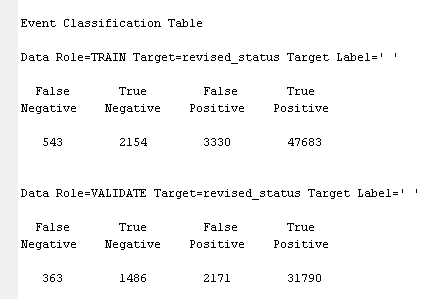 Event Classification Table
Data Role=TRAIN Target=revised_status Target Label=' '
False True False True
Negative Negative Positive Positive
543 2154 3330 47683
Data Role=VALIDATE Target=revised_status Target Label=' '
False True False True
Negative Negative Positive Positive
363 1486 2171 31790